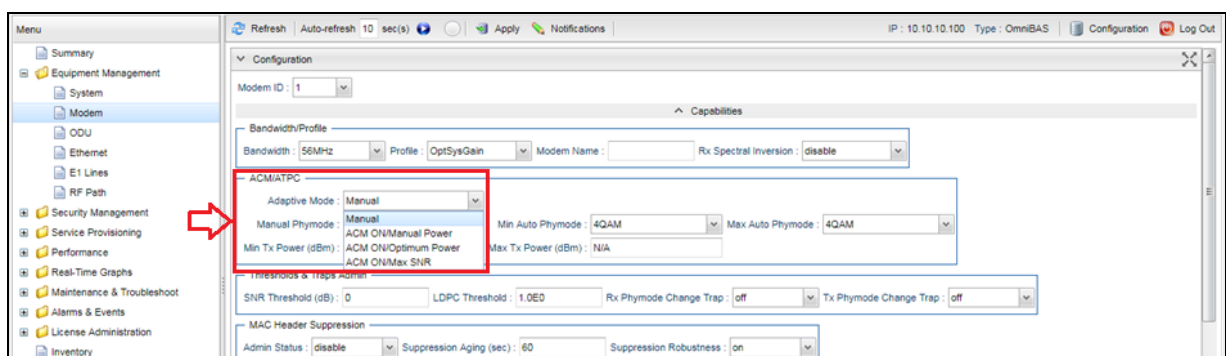 Menu
Refresh Auto-refresh 10 sec(s) Apply Notifications IP : 10.10.10.100 Type : OmniBAS Configuration Log Out
Summary
Equipment Management
System
Modem
ODU
Ethernet
E1 Lines
RF Path
Security Management
Service Provisioning
Performance
Real-Time Graphs
Maintenance & Troubleshoot
Alarms & Events
License Administration
Inventory
Configuration
Modem ID : 1
Capabilities
Bandwidth/Profile
Bandwidth : 56MHz Profile : OptSysGain Modem Name : Rx Spectral Inversion : disable
ACM/ATPC
Adaptive Mode : Manual
Manual Phymode : Manual Min Auto Phymode : 4QAM Max Auto Phymode : 4QAM
ACM ON/Manual Power
Min Tx Power (dBm) : ACM ON/Optimum Power Max Tx Power (dBm) : N/A
ACM ON/Max SNR
Thresholds & Traps Admin
SNR Threshold (dB) : 0 LDPC Threshold : 1.0E0 Rx Phymode Change Trap : off Tx Phymode Change Trap : off
MAC Header Suppression
Admin Status : disable Suppression Aging (sec) : 60 Suppression Robustness : on